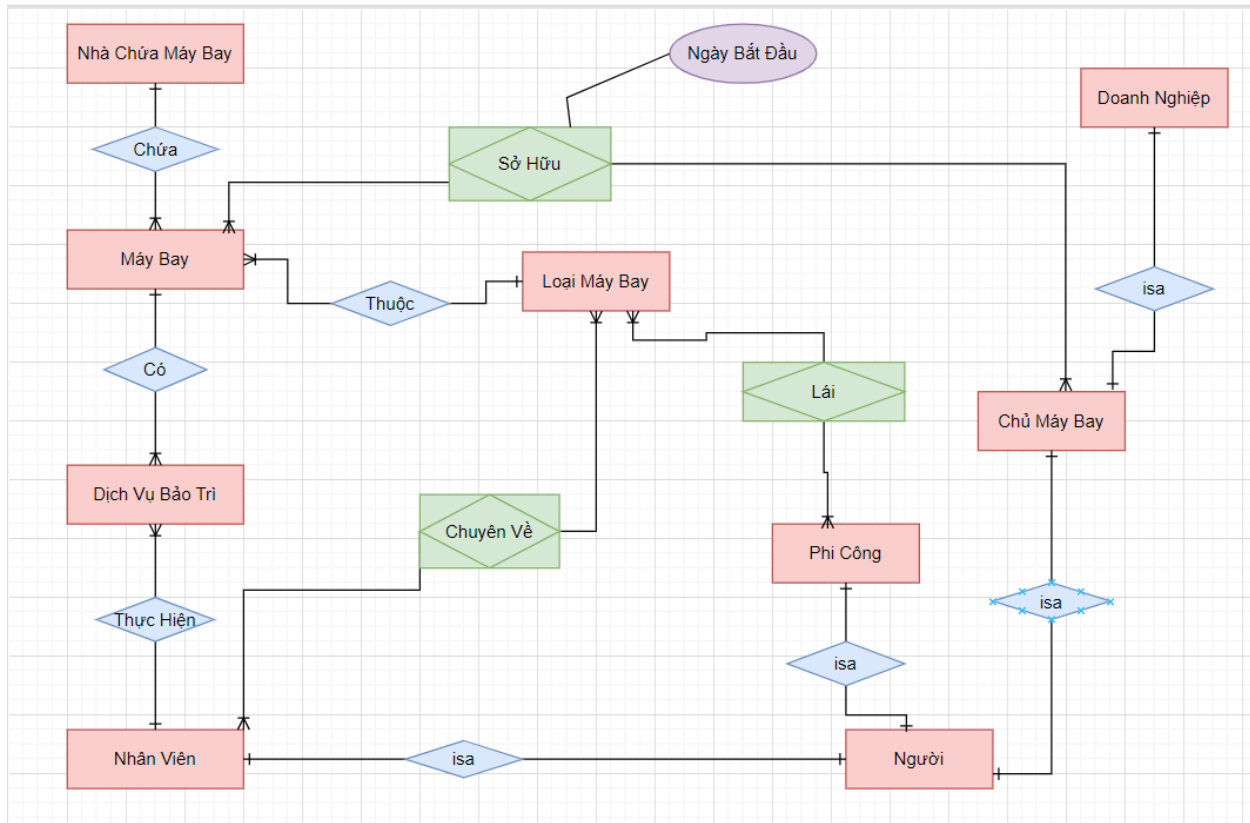 Nhà Chứa Máy Bay
Ngày Bắt Đầu
Doanh Nghiệp
Chứa
Sở Hữu
Máy Bay
Loại Máy Bay
Thuộc
isa
Có
Lái
Chủ Máy Bay
Dịch Vụ Bảo Trì
Chuyên Về
Phi Công
isa
Thực Hiện
isa
Nhân Viên
isa
Người